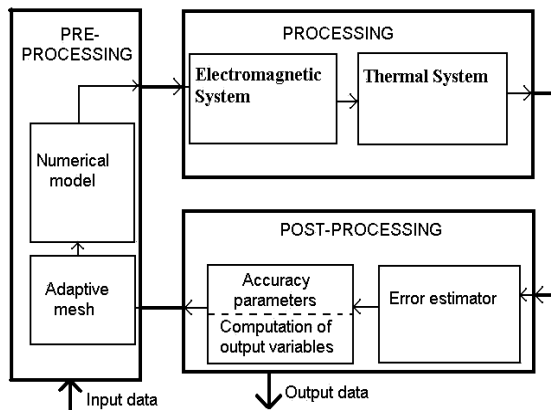 PRE-
PROCESSING
Numerical
model
Adaptive
mesh
Input data
PROCESSING
Electromagnetic
System
Thermal System
POST-PROCESSING
Accuracy
parameters
Computation of
output variables
Error estimator
Output data